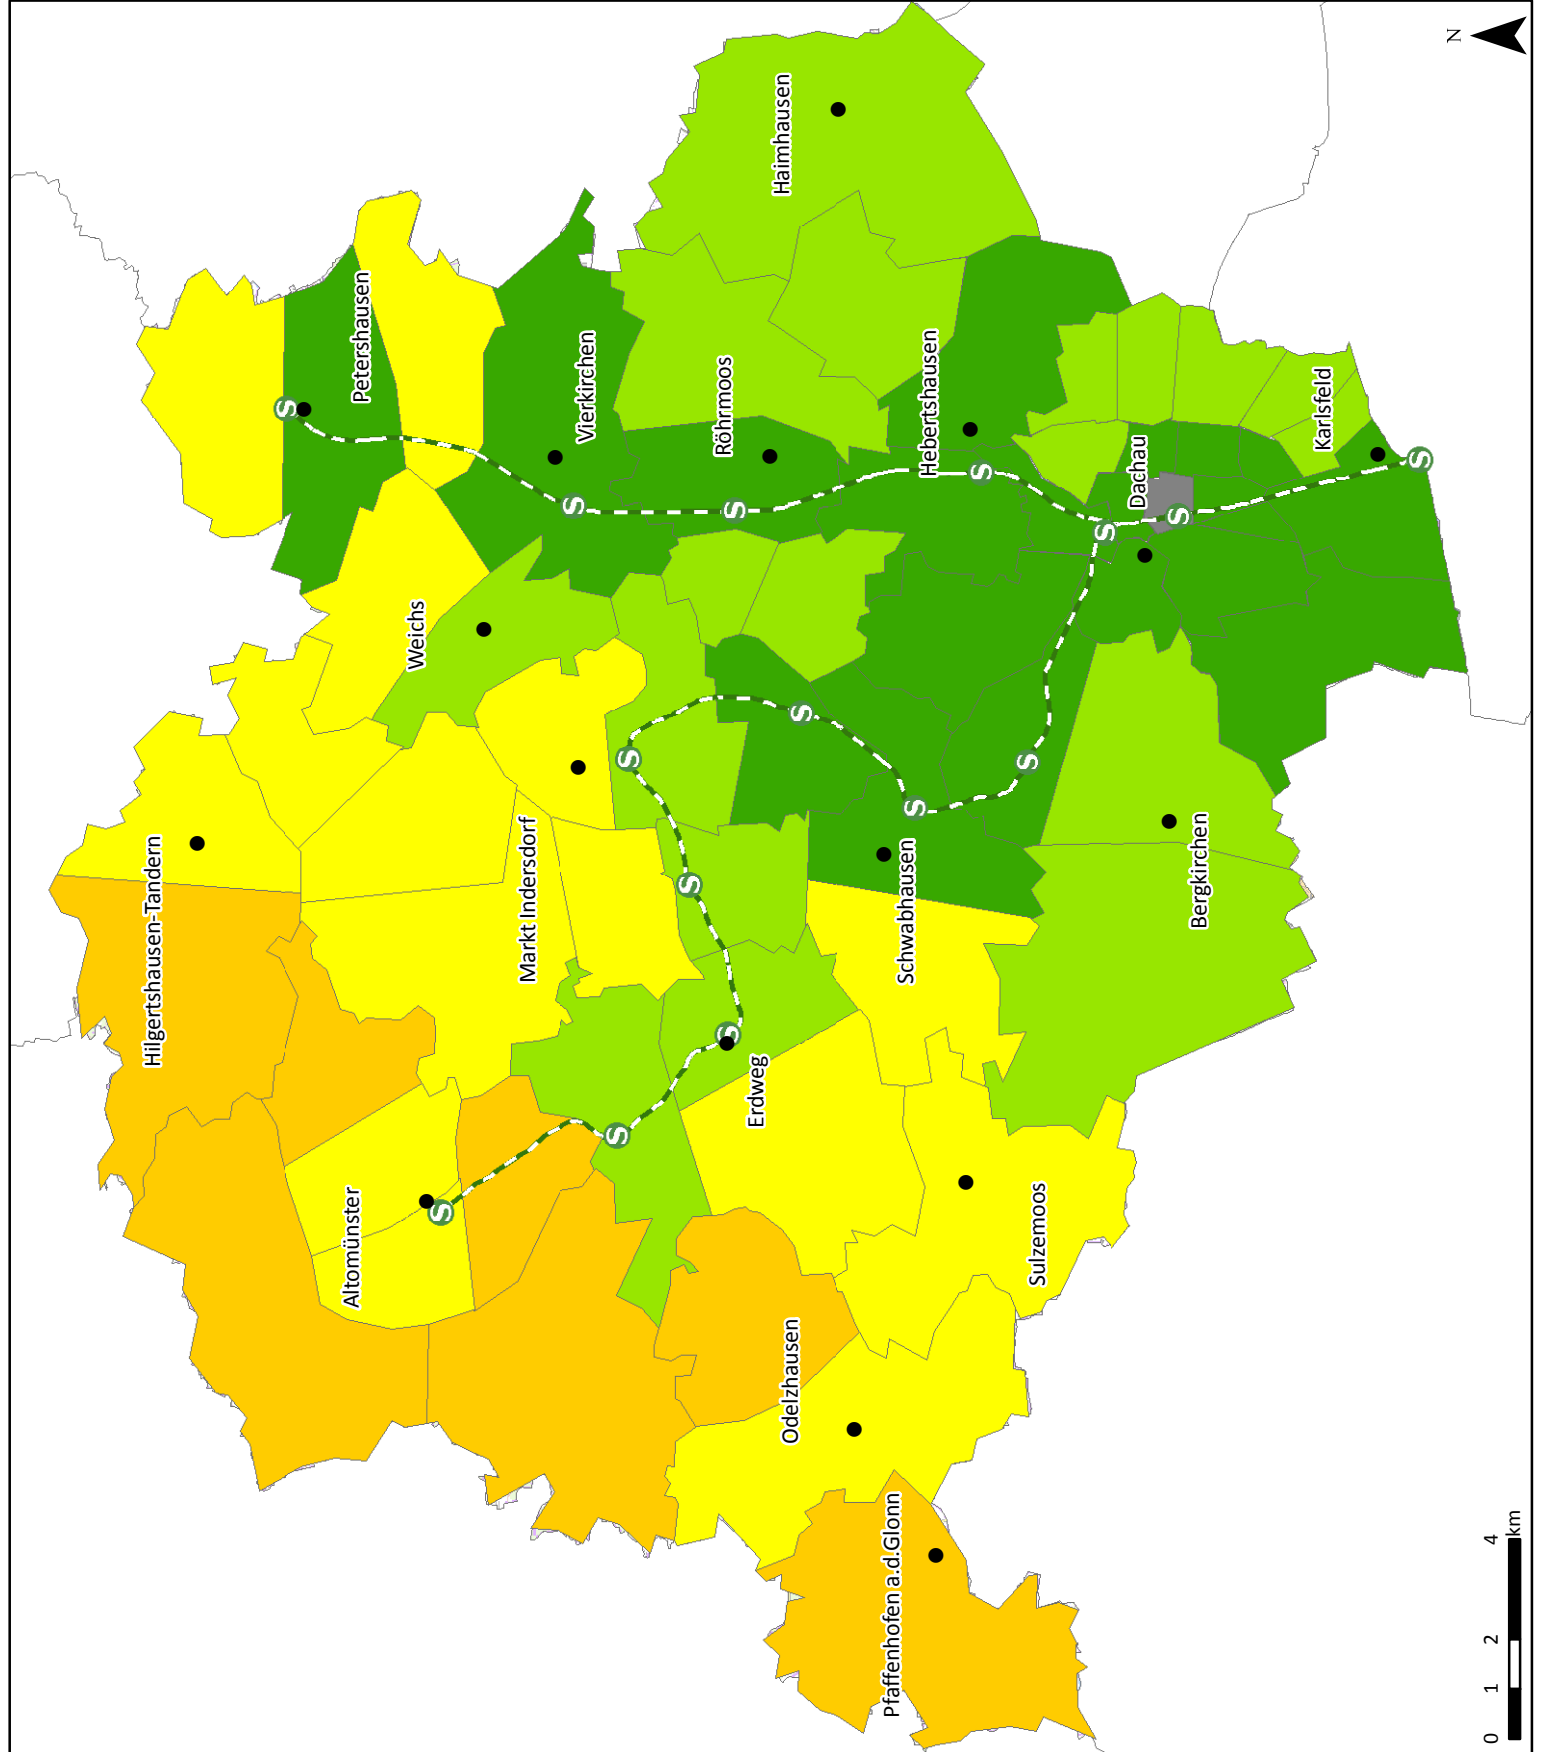 Hilgertshausen-Tandern
Petershausen
Altomünster
Weichs
Markt Indersdorf
Vierkirchen
Röhrmoos
Haimhausen
Erdweg
Odelzhausen
Pfaffenhofen a.d.Glonn
Schwabhausen
Hebertshausen
Sulzemoos
Dachau
Bergkirchen
Karlsfeld
S
S
S
S
S
S
S
S
S
S
S
S
S
S
N
0 1 2 4
km